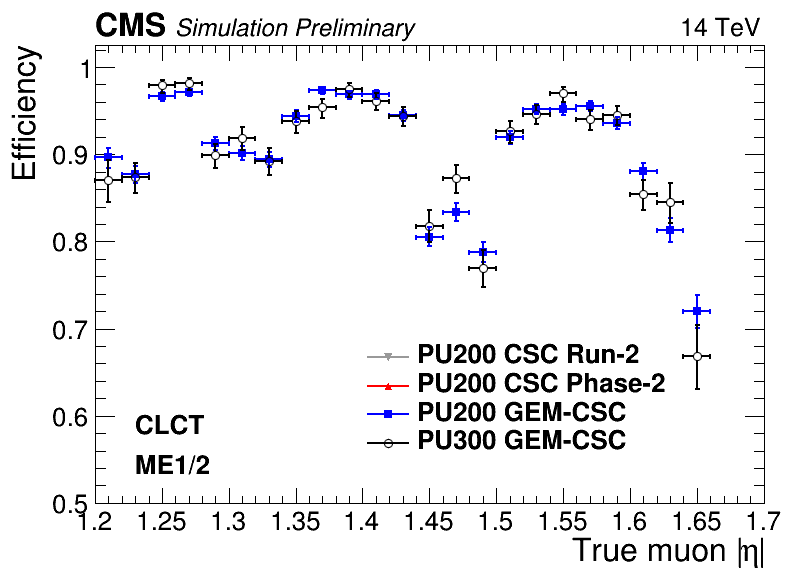 CMS Simulation Preliminary 14 TeV
Efficiency
1
0.9
0.8
0.7
0.6
0.5
PU200 CSC Run-2
PU200 CSC Phase-2
PU200 GEM-CSC
PU300 GEM-CSC
CLCT
ME1/2
1.2 1.25 1.3 1.35 1.4 1.45 1.5 1.55 1.6 1.65 1.7
True muon |η|